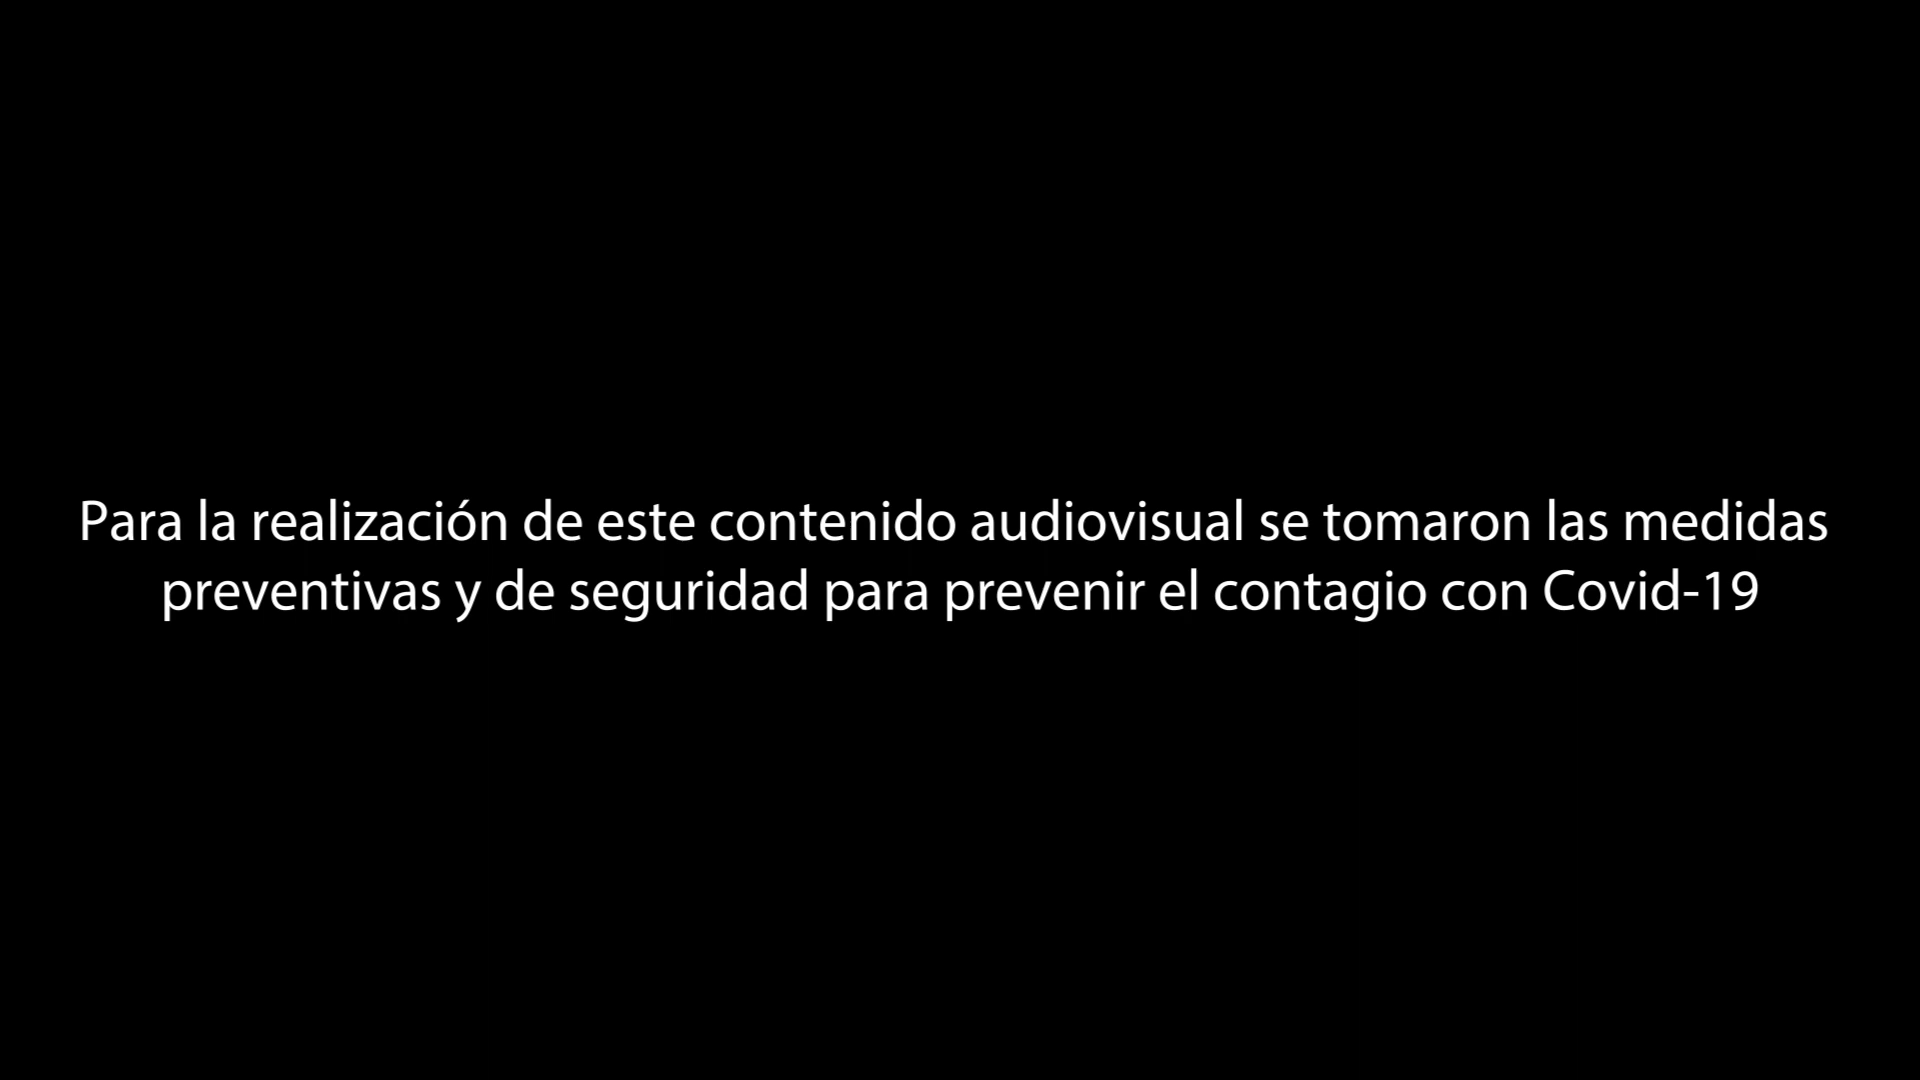 Para la realización de este contenido audiovisual se tomaron las medidas
preventivas y de seguridad para prevenir el contagio con Covid-19